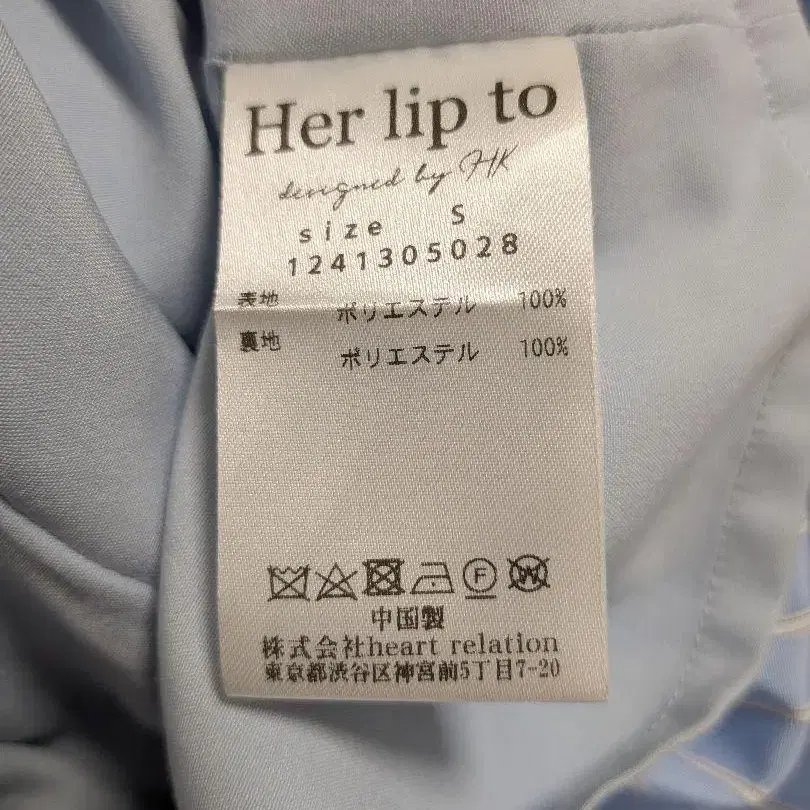 Her lip to
designed by HK
size S
1241305028
表地 ポリエステル 100%
裏地 ポリエステル 100%
F W
中国製
株式会社heart relation
東京都渋谷区神宮前5丁目7-20